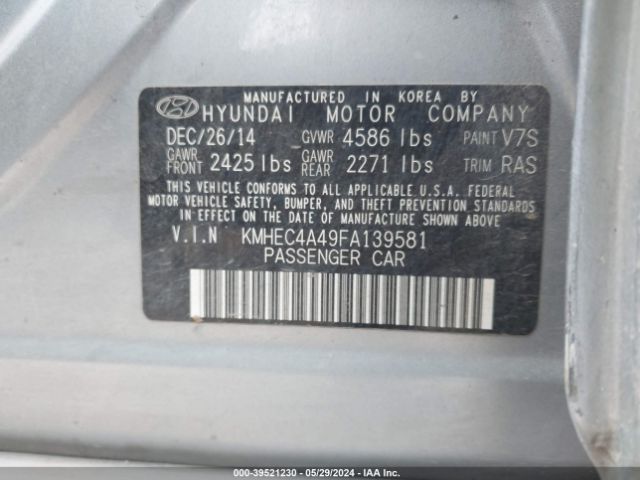 MANUFACTURED IN KOREA BY
HYUNDAI MOTOR COMPANY
DEC/26/14 GVWR 4586 lbs PAINT V7S
GAWR FRONT 2425 lbs GAWR REAR 2271 lbs TRIM RAS
THIS VEHICLE CONFORMS TO ALL APPLICABLE U.S.A. FEDERAL
MOTOR VEHICLE SAFETY, BUMPER, AND THEFT PREVENTION STANDARDS
IN EFFECT ON THE DATE OF MANUFACTURE SHOWN ABOVE.
V.I.N KMHEC4A49FA139581
PASSENGER CAR
000-39521230 - 05/29/2024 - IAA Inc.